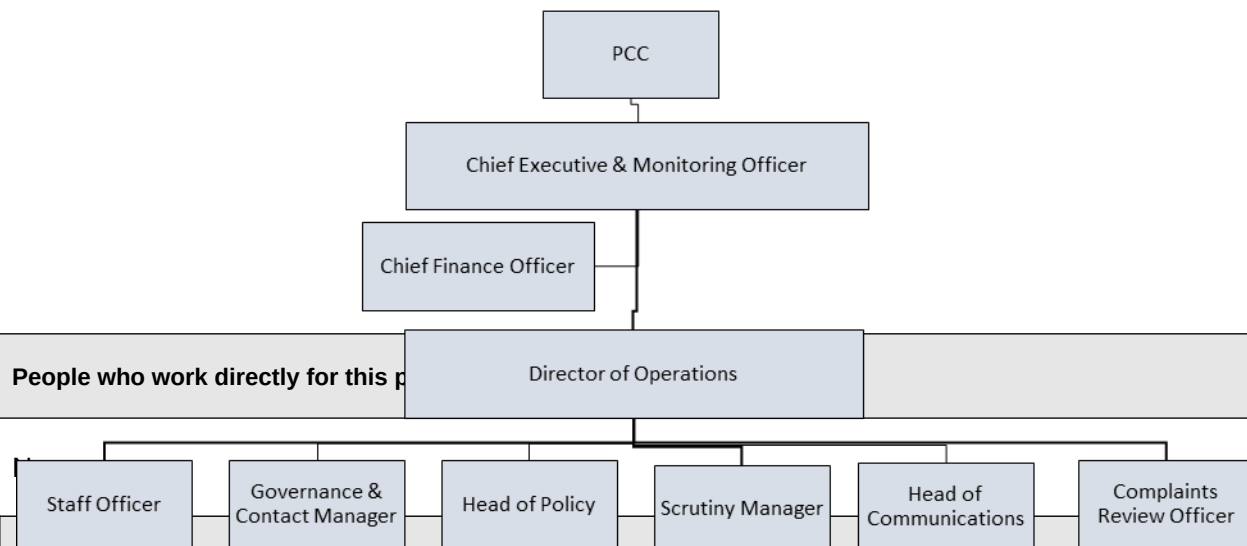 PCC
Chief Executive & Monitoring Officer
Chief Finance Officer
People who work directly for this
Director of Operations
Staff Officer
Governance &
Contact Manager
Head of Policy
Scrutiny Manager
Head of
Communications
Complaints
Review Officer